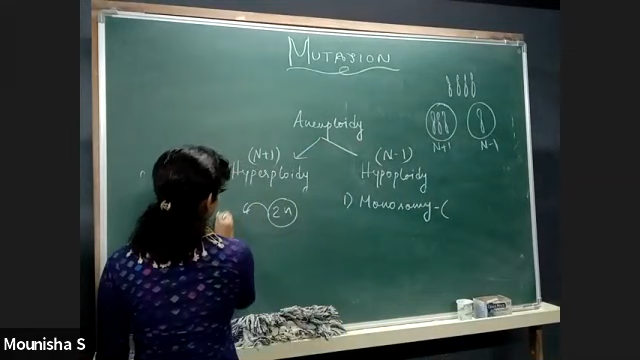 MUTATION
Aneuploidy
(N+1) (N-1)
Hyperploidy Hypoploidy
N+1 N-1
1) Monosomy-(
2n
Mounisha S